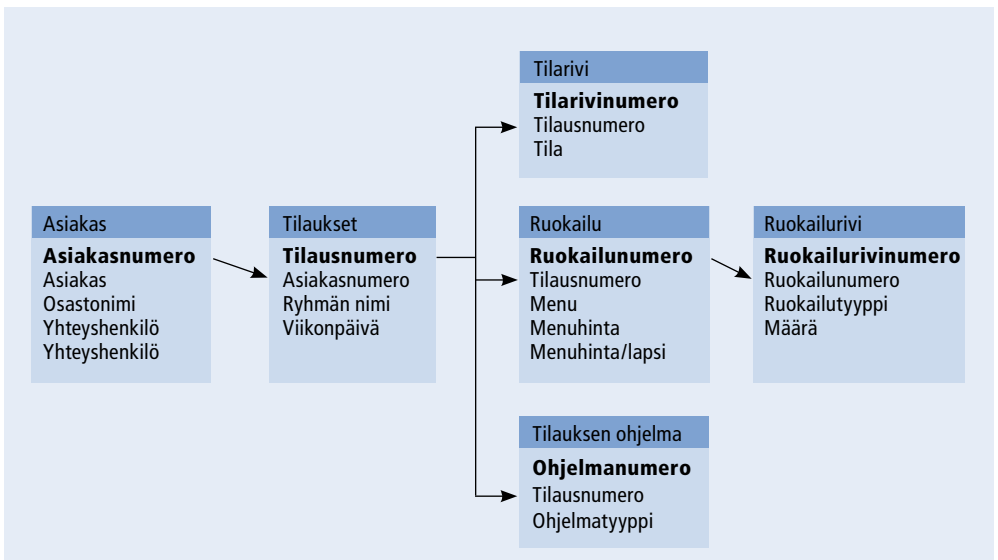 Tilarivi
Tilarivinumero
Tilausnumero
Tila
Asiakas
Asiakasnumero
Asiakas
Osastonimi
Yhteyshenkilö
Yhteyshenkilö
Tilaukset
Tilausnumero
Asiakasnumero
Ryhmän nimi
Viikonpäivä
Ruokailu
Ruokailunumero
Tilausnumero
Menu
Menuhinta
Menuhinta/lapsi
Ruokailurivi
Ruokailurivinumero
Ruokailunumero
Ruokailutyyppi
Määrä
Tilauksen ohjelma
Ohjelmanumero
Tilausnumero
Ohjelmatyyppi